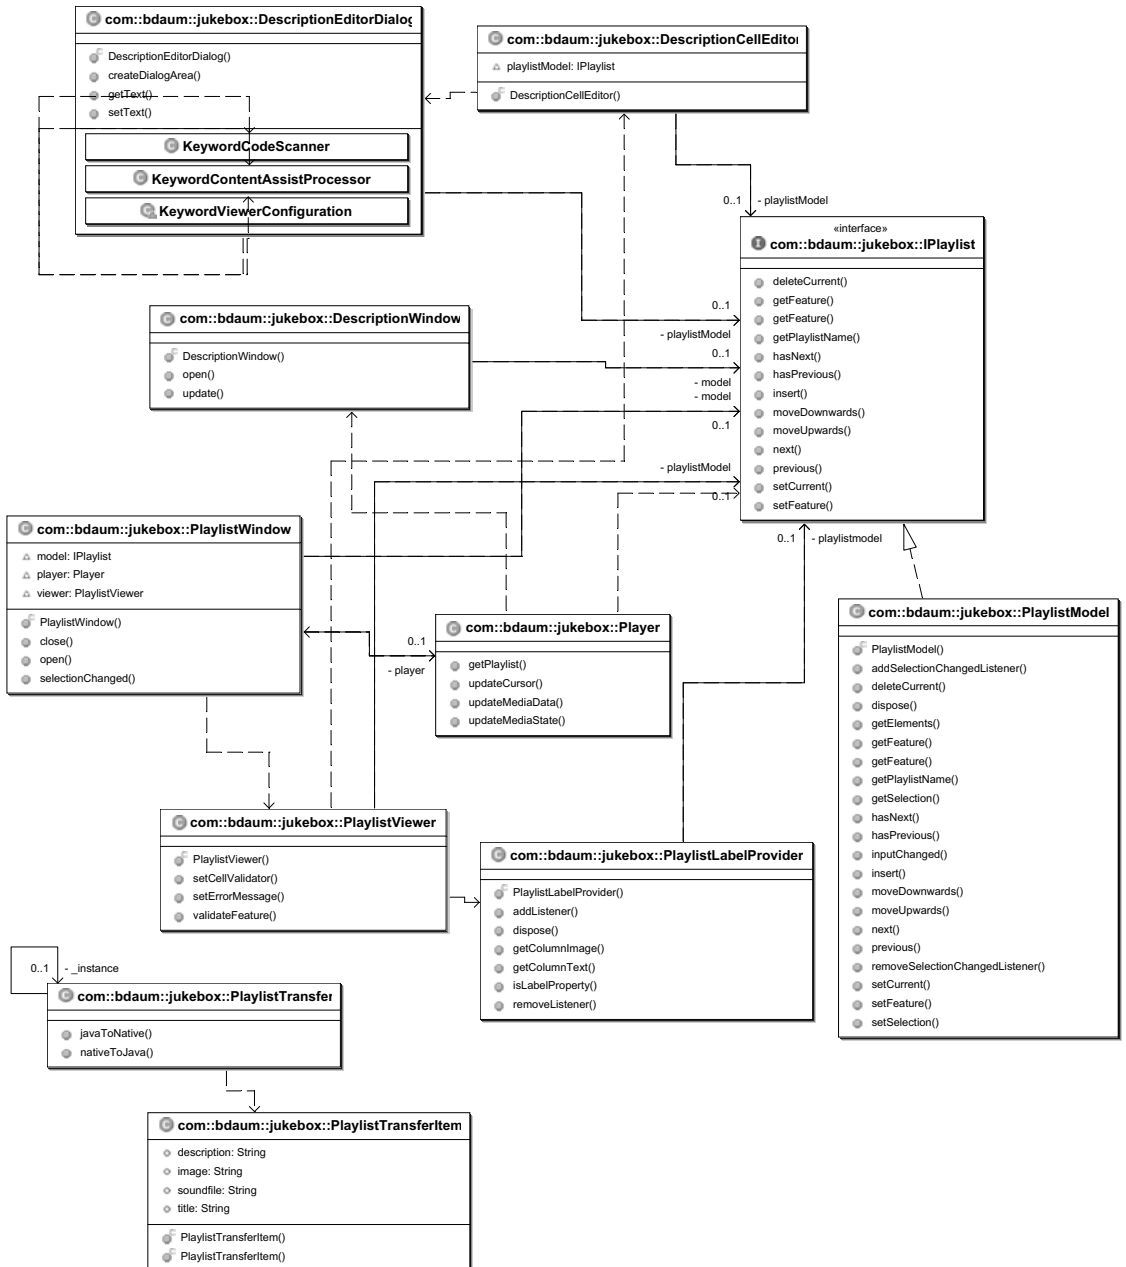 com::bdaum::jukebox::DescriptionEditorDialog
DescriptionEditorDialog()
createDialogArea()
getText()
setText()
KeywordCodeScanner
KeywordContentAssistProcessor
KeywordViewerConfiguration
com::bdaum::jukebox::DescriptionCellEditor
playlistModel: IPlaylist
DescriptionCellEditor()
0..1 - playlistModel
«interface»
com::bdaum::jukebox::IPlaylist
deleteCurrent()
getFeature()
getFeature()
getPlaylistName()
hasNext()
hasPrevious()
insert()
moveDownwards()
moveUpwards()
next()
previous()
setCurrent()
setFeature()
0..1
- playlistModel
0..1
- model
- model
0..1
- playlistModel
0..1
0..1 - playlistmodel
com::bdaum::jukebox::DescriptionWindow
DescriptionWindow()
open()
update()
com::bdaum::jukebox::PlaylistWindow
model: IPlaylist
player: Player
viewer: PlaylistViewer
PlaylistWindow()
close()
open()
selectionChanged()
0..1
- player
com::bdaum::jukebox::Player
getPlaylist()
updateCursor()
updateMediaData()
updateMediaState()
com::bdaum::jukebox::PlaylistModel
PlaylistModel()
addSelectionChangedListener()
deleteCurrent()
dispose()
getElements()
getFeature()
getFeature()
getPlaylistName()
getSelection()
hasNext()
hasPrevious()
inputChanged()
insert()
moveDownwards()
moveUpwards()
next()
previous()
removeSelectionChangedListener()
setCurrent()
setFeature()
setSelection()
com::bdaum::jukebox::PlaylistViewer
PlaylistViewer()
setCellValidator()
setErrorMessage()
validateFeature()
com::bdaum::jukebox::PlaylistLabelProvider
PlaylistLabelProvider()
addListener()
dispose()
getColumnImage()
getColumnText()
isLabelProperty()
removeListener()
0..1 - _instance
com::bdaum::jukebox::PlaylistTransfer
javaToNative()
nativeToJava()
com::bdaum::jukebox::PlaylistTransferItem
description: String
image: String
soundfile: String
title: String
PlaylistTransferItem()
PlaylistTransferItem()